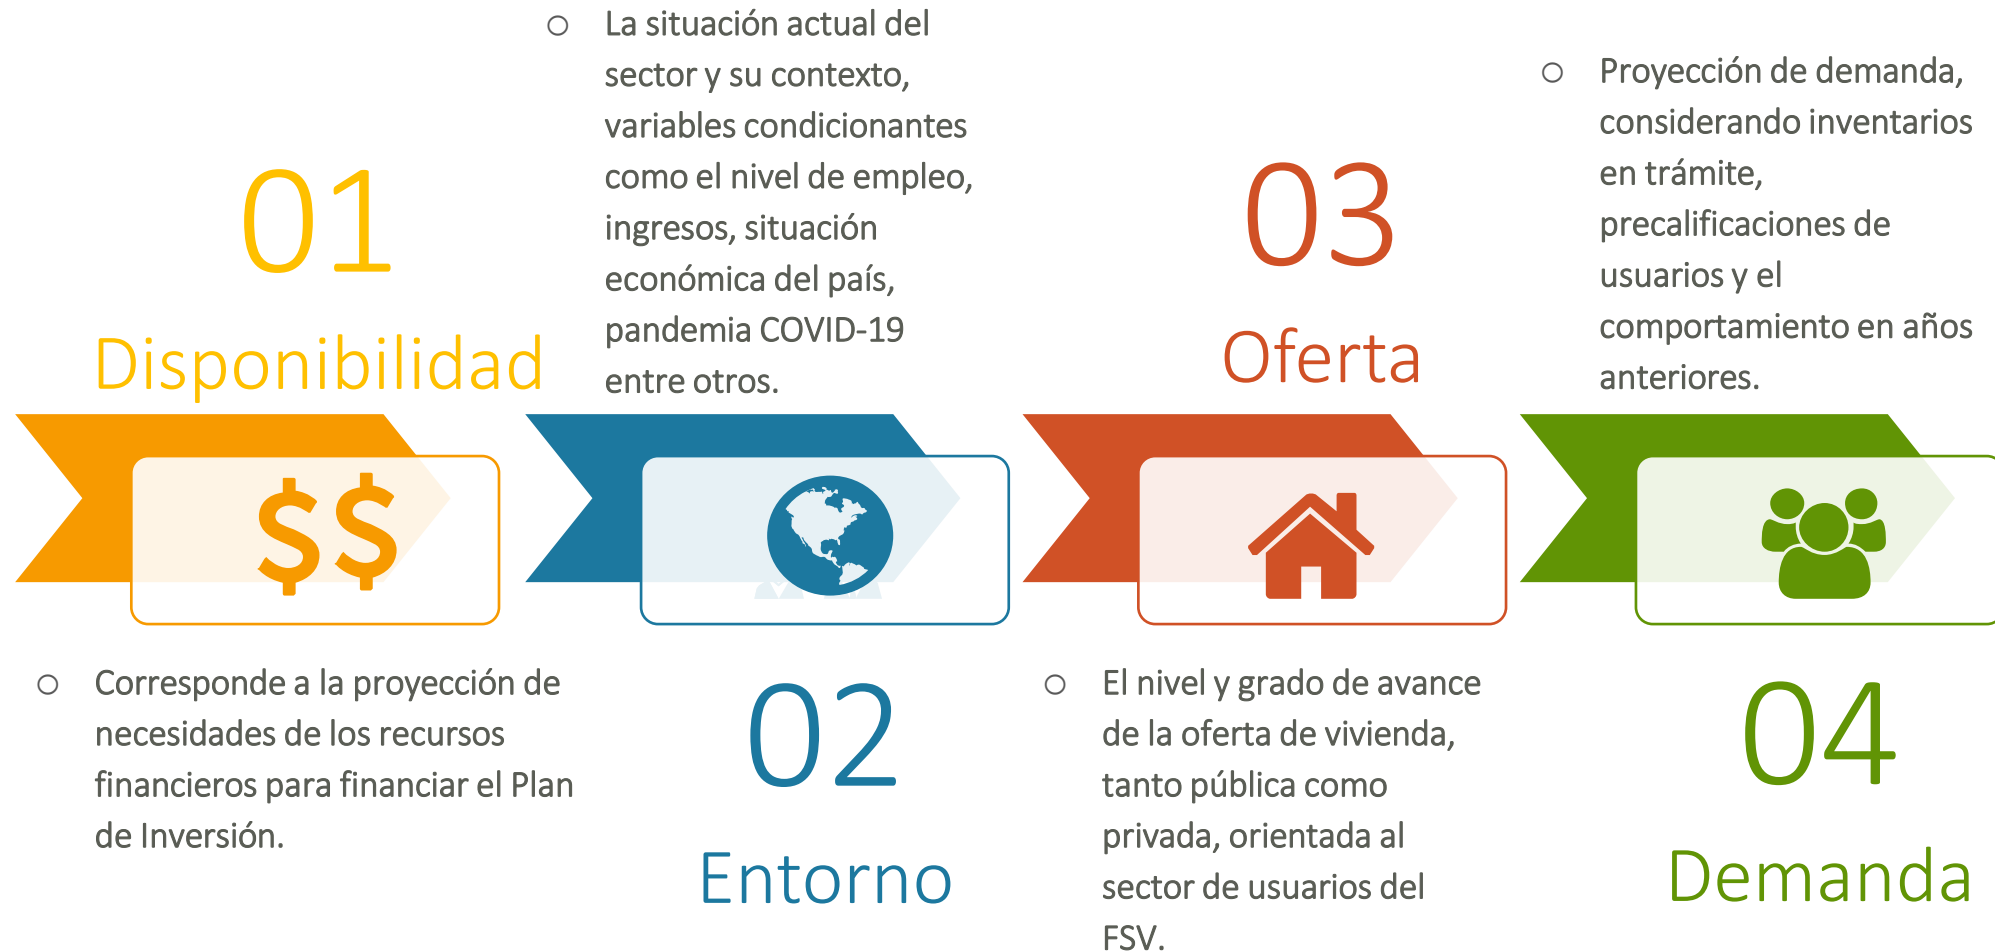 01
Disponibilidad
$$
○ Corresponde a la proyección de
necesidades de los recursos
financieros para financiar el Plan
de Inversión.
○ La situación actual del
sector y su contexto,
variables condicionantes
como el nivel de empleo,
ingresos, situación
económica del país,
pandemia COVID-19
entre otros.
02
Entorno
03
Oferta
○ El nivel y grado de avance
de la oferta de vivienda,
tanto pública como
privada, orientada al
sector de usuarios del
FSV.
○ Proyección de demanda,
considerando inventarios
en trámite,
precalificaciones de
usuarios y el
comportamiento en años
anteriores.
04
Demanda